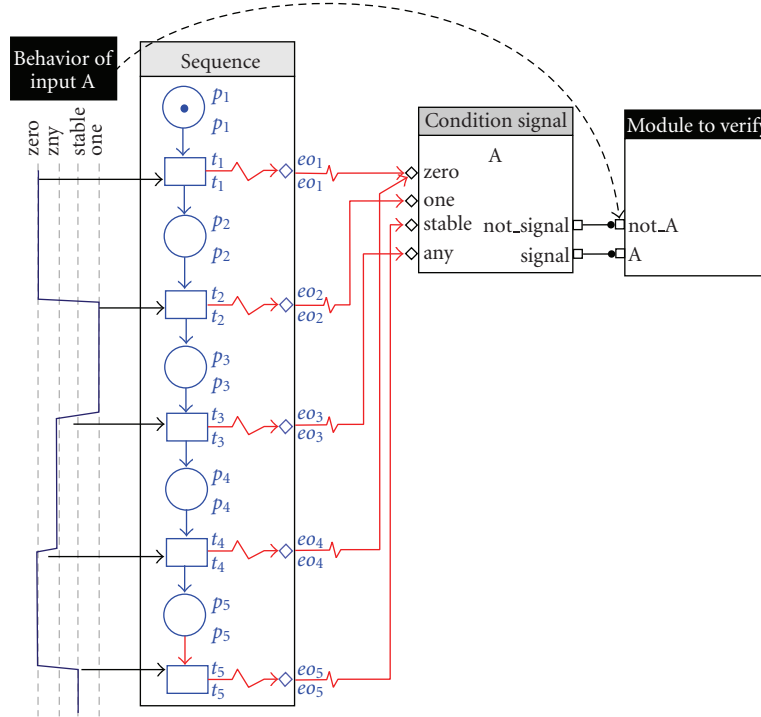 Behavior of
input A
zero
zny
stable
one
Sequence
p1
p1
t1
t1
eo1
eo1
p2
p2
t2
t2
eo2
eo2
p3
p3
t3
t3
eo3
eo3
p4
p4
t4
t4
eo4
eo4
p5
p5
t5
t5
eo5
eo5
Condition signal
A
zero
one
stable
any
not_signal
signal
Module to verify
not_A
A